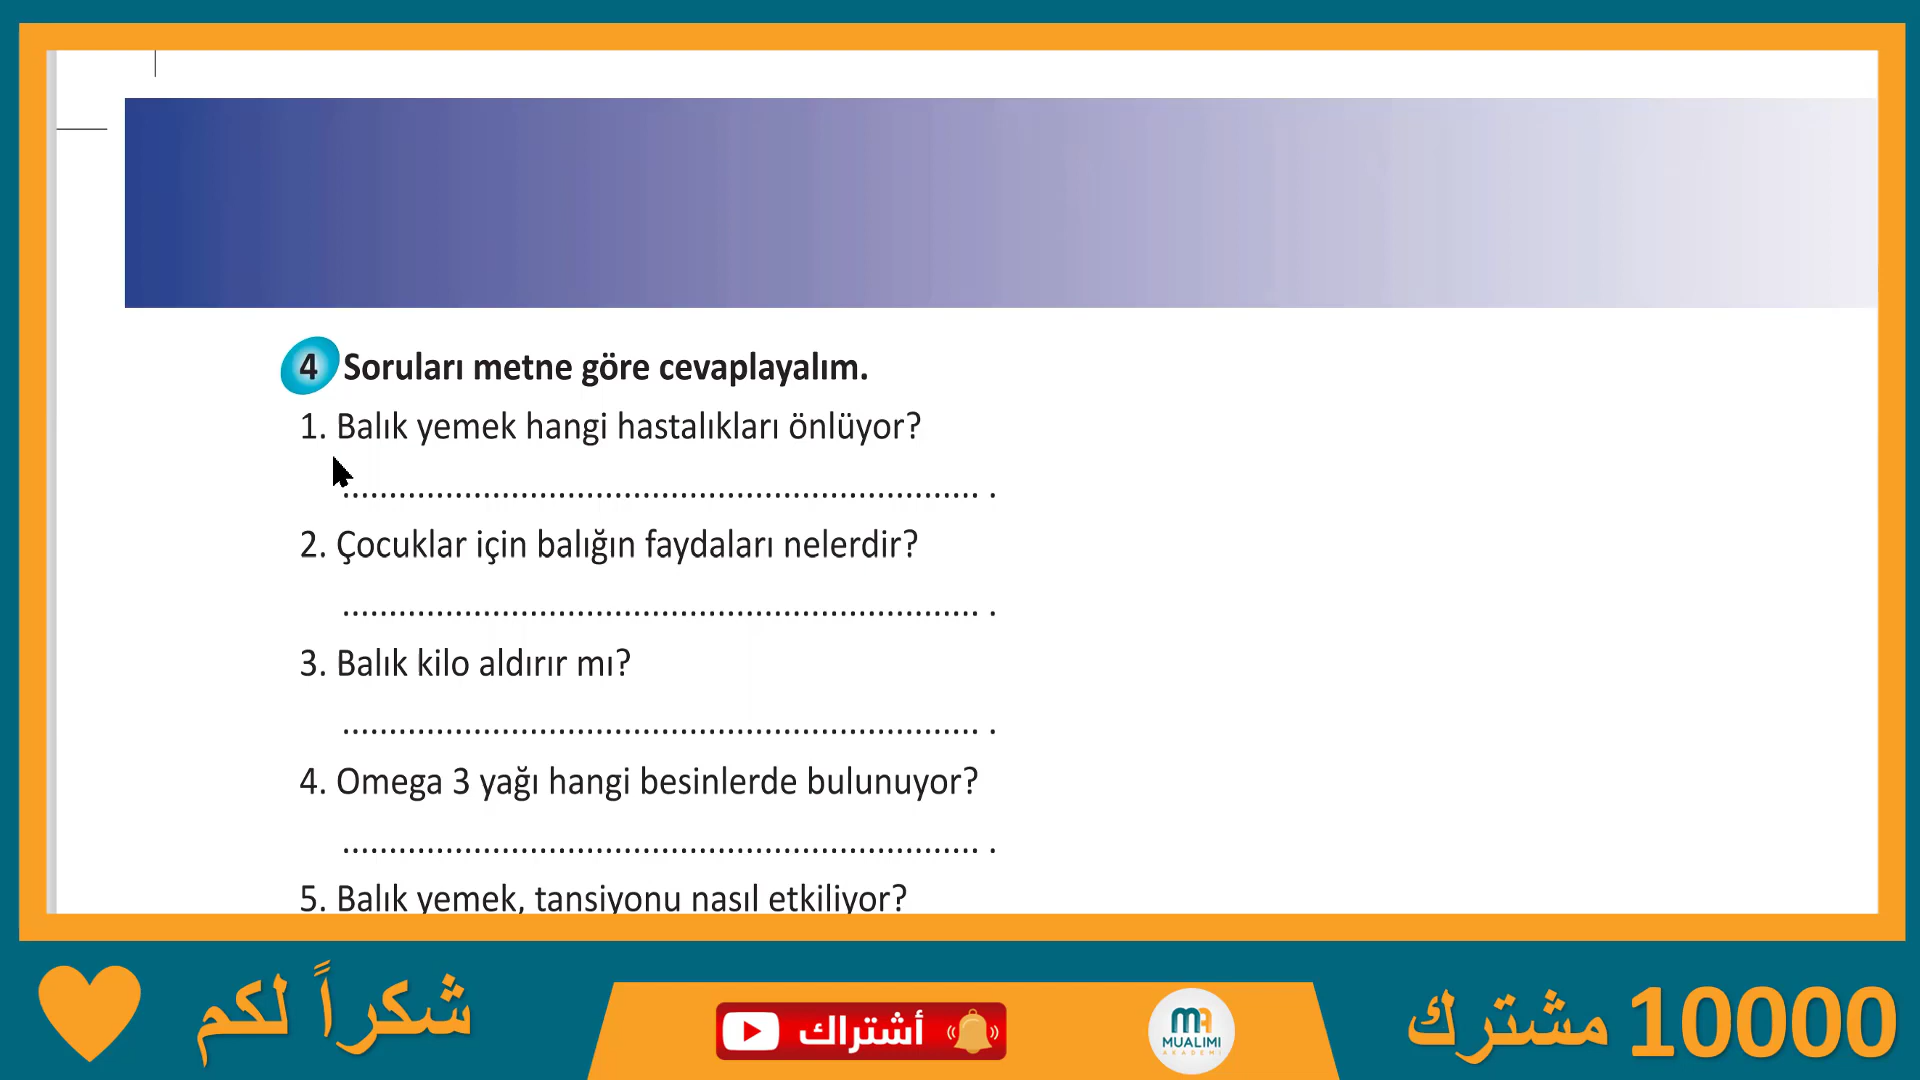 4 Soruları metne göre cevaplayalım.
1. Balık yemek hangi hastalıkları önlüyor?
.................................................................... .
2. Çocuklar için balığın faydaları nelerdir?
.................................................................... .
3. Balık kilo aldırır mı?
.................................................................... .
4. Omega 3 yağı hangi besinlerde bulunuyor?
.................................................................... .
5. Balık yemek, tansiyonu nasıl etkiliyor?
شكراً لكم
أشتراك
MA
MUALIMI
AKADEMI
10000 مشترك